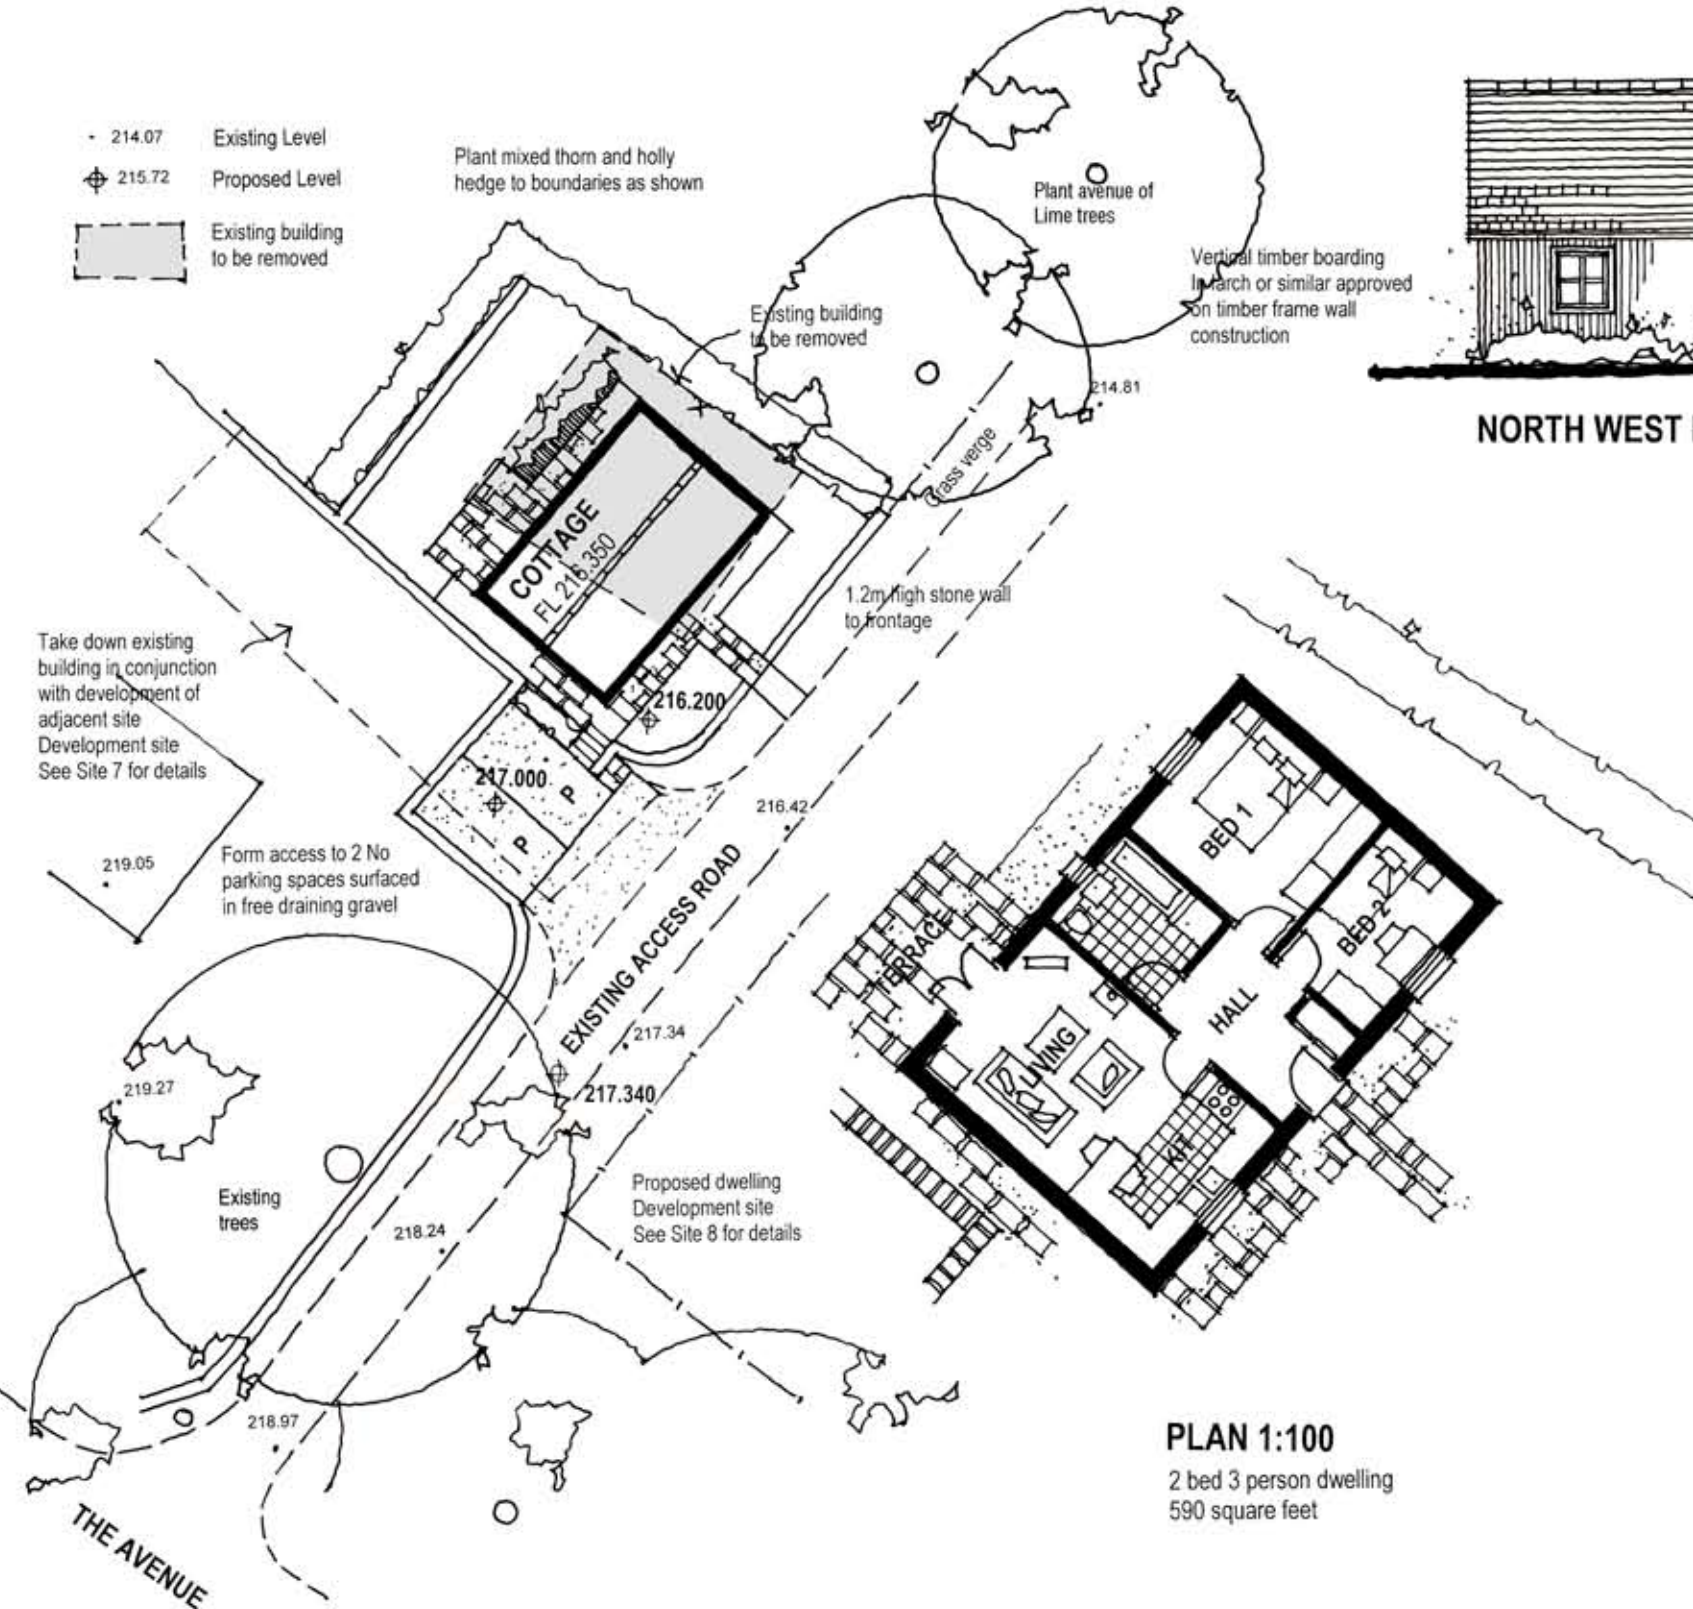 214.07 Existing Level
215.72 Proposed Level
Existing building
to be removed
Plant mixed thorn and holly
hedge to boundaries as shown
Plant avenue of
Lime trees
Vertical timber boarding
In larch or similar approved
on timber frame wall
construction
NORTH WEST
Existing building
to be removed
214.81
Grass verge
COTTAGE
FL 216.350
1.2m high stone wall
to frontage
Take down existing
building in conjunction
with development of
adjacent site
Development site
See Site 7 for details
216.200
217.000
P
P
216.42
219.05
Form access to 2 No
parking spaces surfaced
in free draining gravel
EXISTING ACCESS ROAD
217.34
217.340
219.27
Existing
trees
218.24
Proposed dwelling
Development site
See Site 8 for details
218.97
THE AVENUE
BED 1
BED 2
TERRACE
HALL
LIVING
KIT
PLAN 1:100
2 bed 3 person dwelling
590 square feet